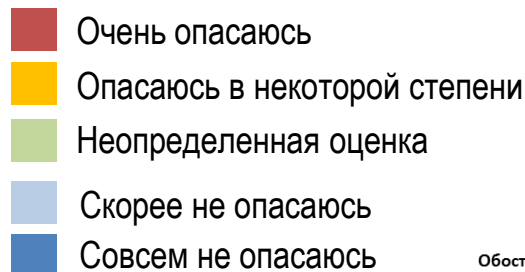 Очень опасаюсь
Опасаюсь в некоторой степени
Неопределенная оценка
Скорее не опасаюсь
Совсем не опасаюсь